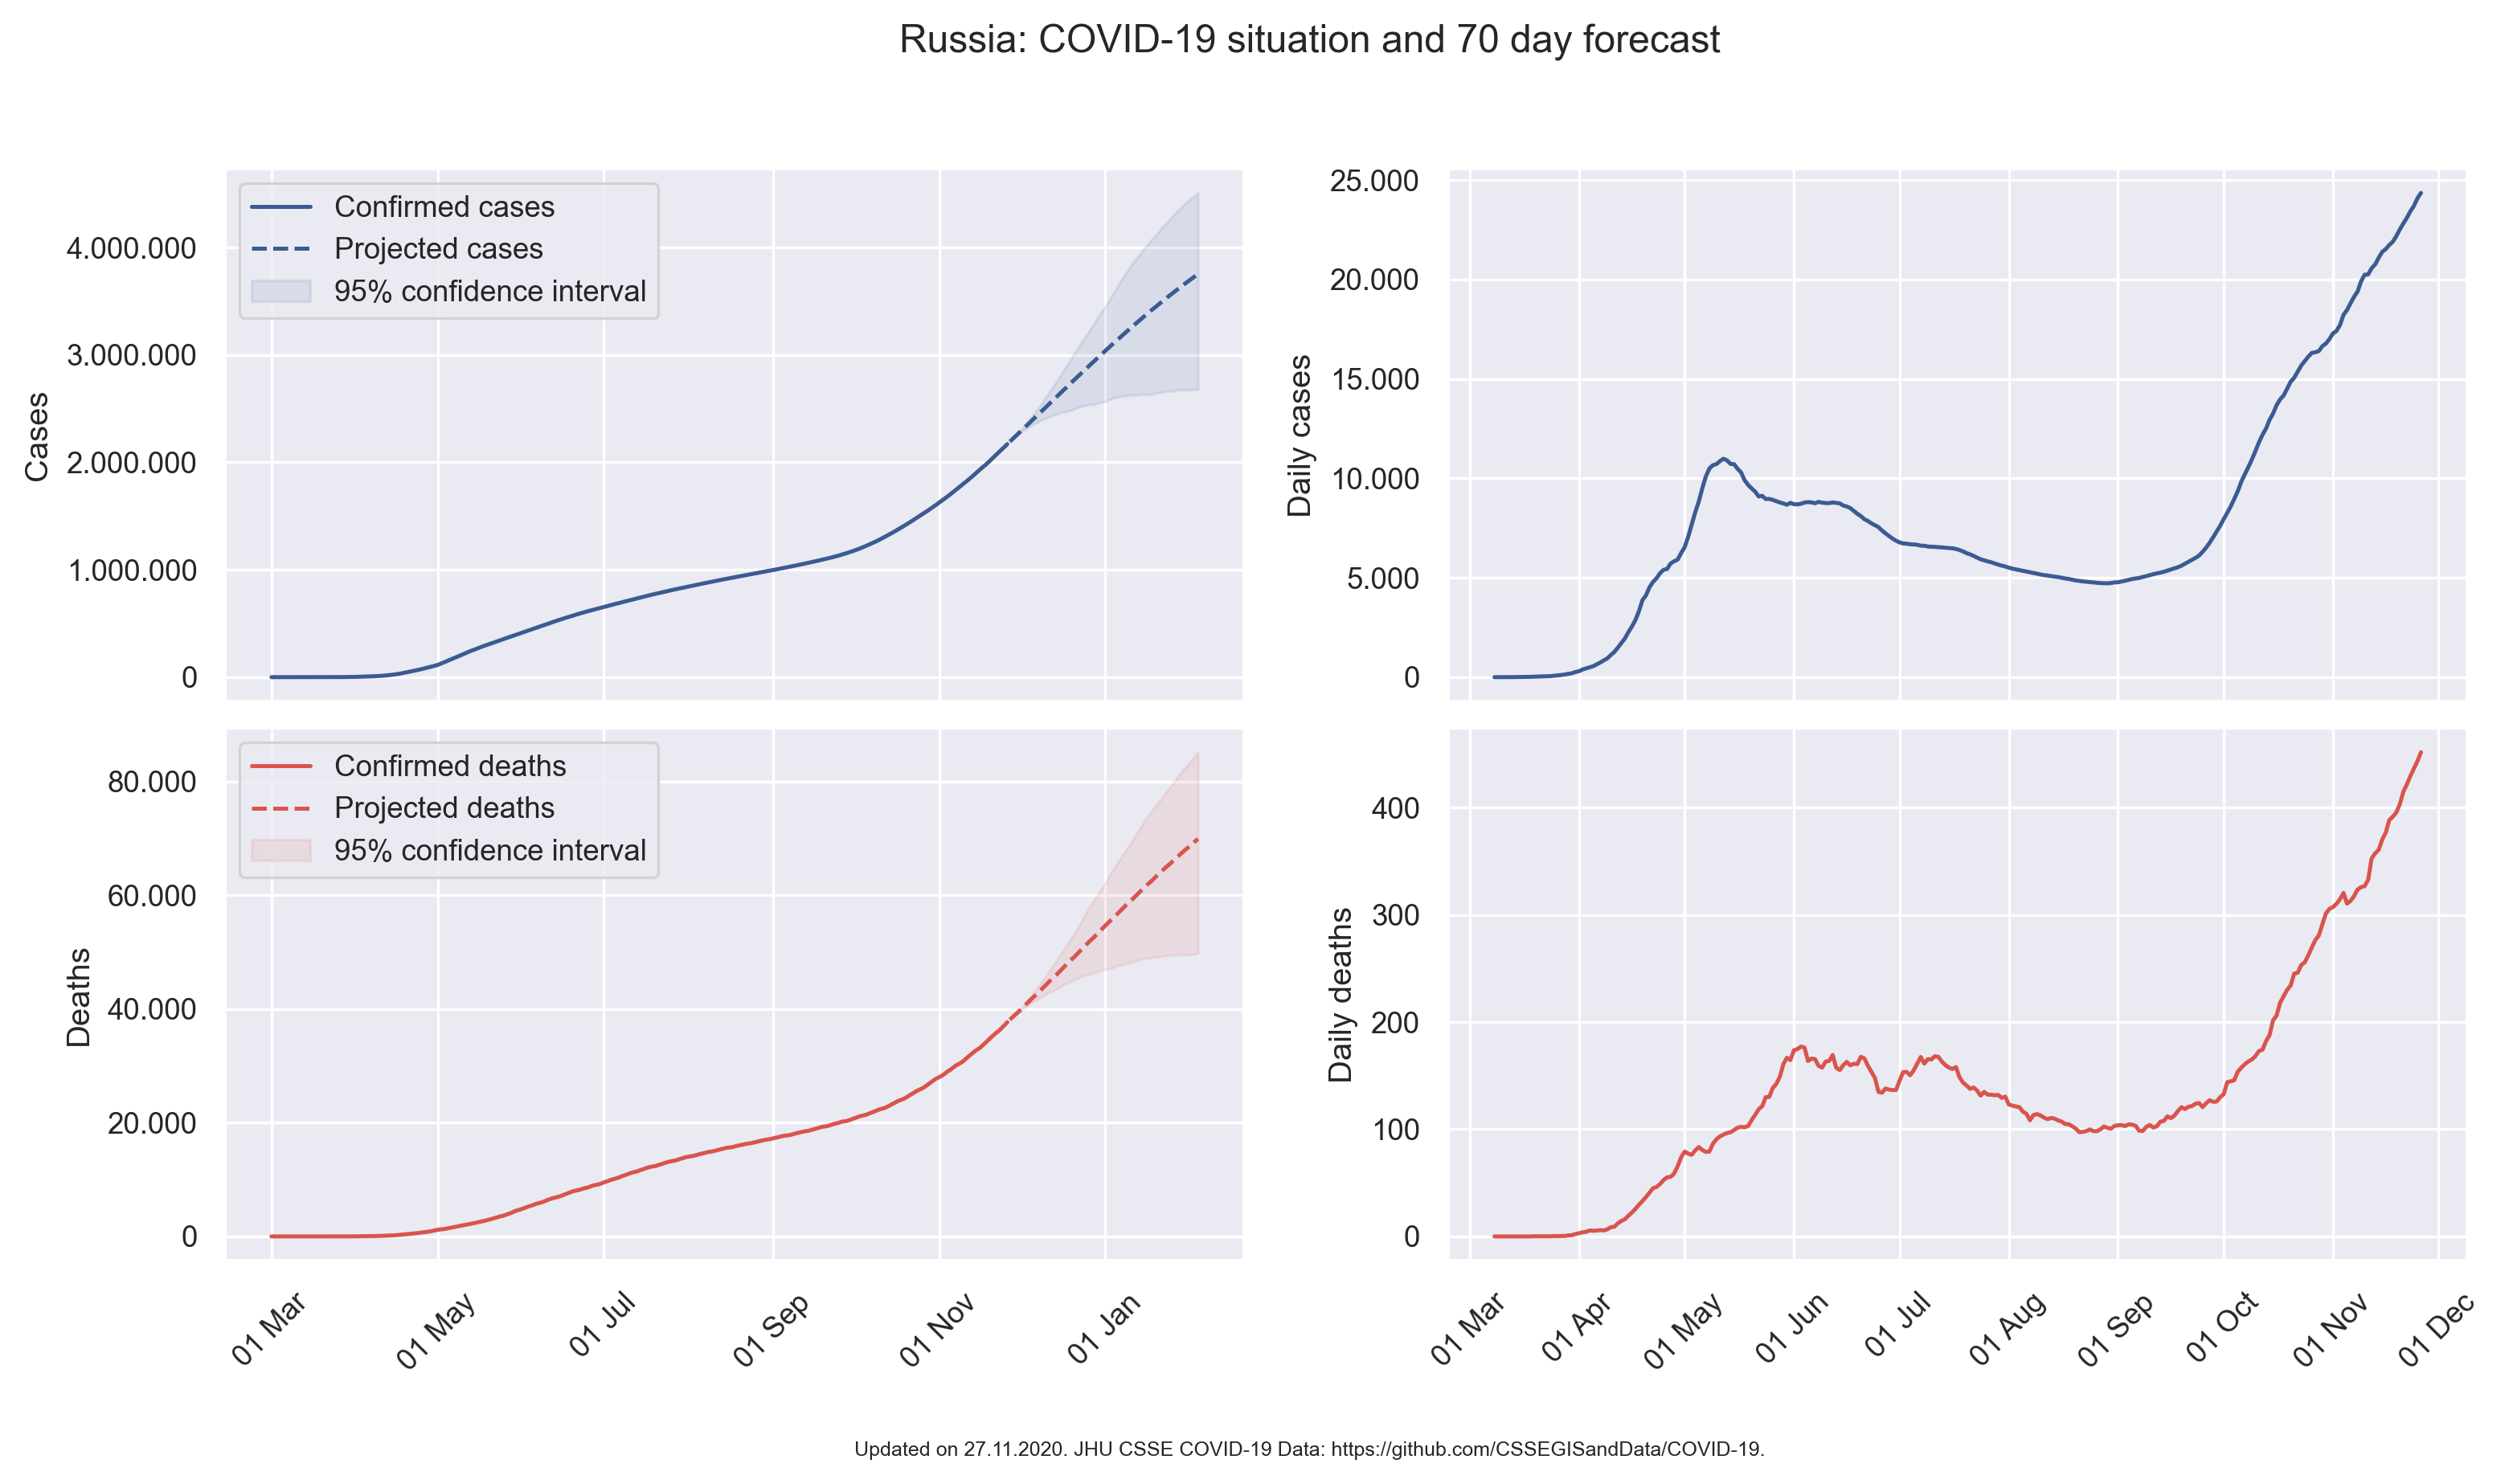 Russia: COVID-19 situation and 70 day forecast
Confirmed cases
Projected cases
95% confidence interval
4.000.000
3.000.000
2.000.000
1.000.000
0
Cases
25.000
20.000
15.000
10.000
5.000
0
Daily cases
Confirmed deaths
Projected deaths
95% confidence interval
80.000
60.000
40.000
20.000
0
Deaths
01 Mar
01 May
01 Jul
01 Sep
01 Nov
01 Jan
400
300
200
100
0
Daily deaths
01 Mar
01 Apr
01 May
01 Jun
01 Jul
01 Aug
01 Sep
01 Oct
01 Nov
01 Dec
Updated on 27.11.2020. JHU CSSE COVID-19 Data: https://github.com/CSSEGISandData/COVID-19.